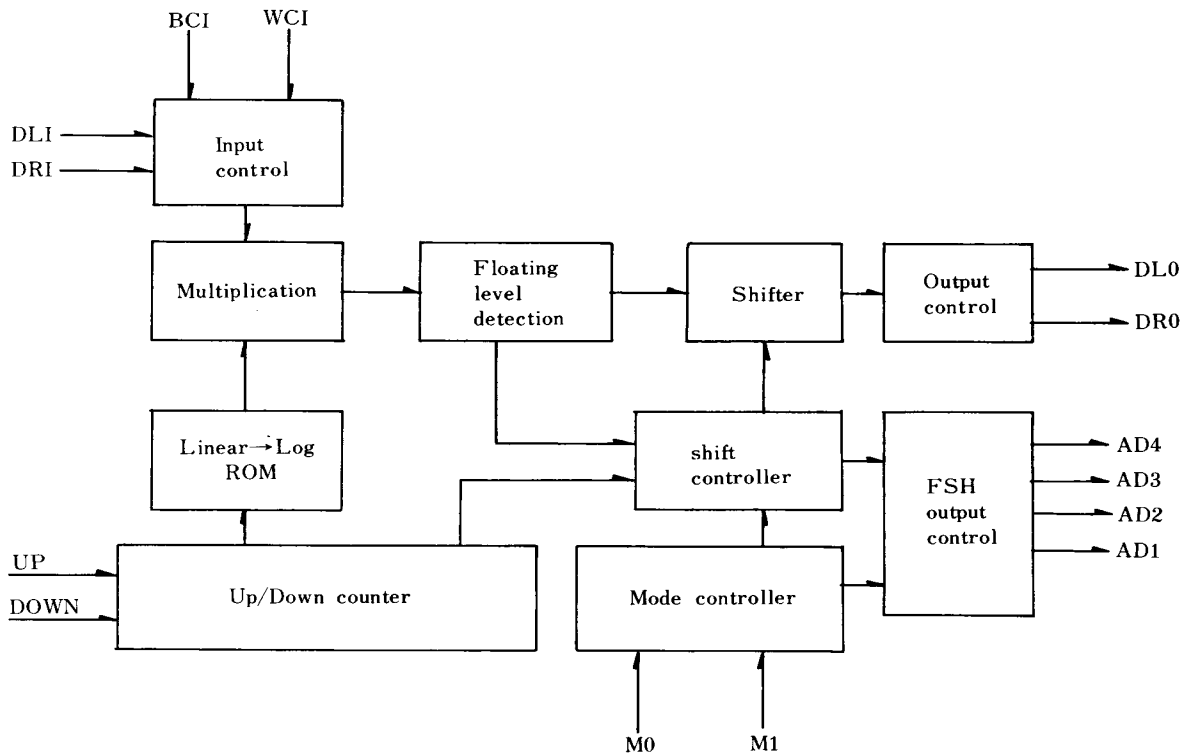 BCI
WCI
DLI
DRI
Input
control
Multiplication
Floating
level
detection
Shifter
Output
control
DL0
DR0
Linear→Log
ROM
shift
controller
FSH
output
control
AD4
AD3
AD2
AD1
UP
DOWN
Up/Down counter
Mode controller
M0
M1